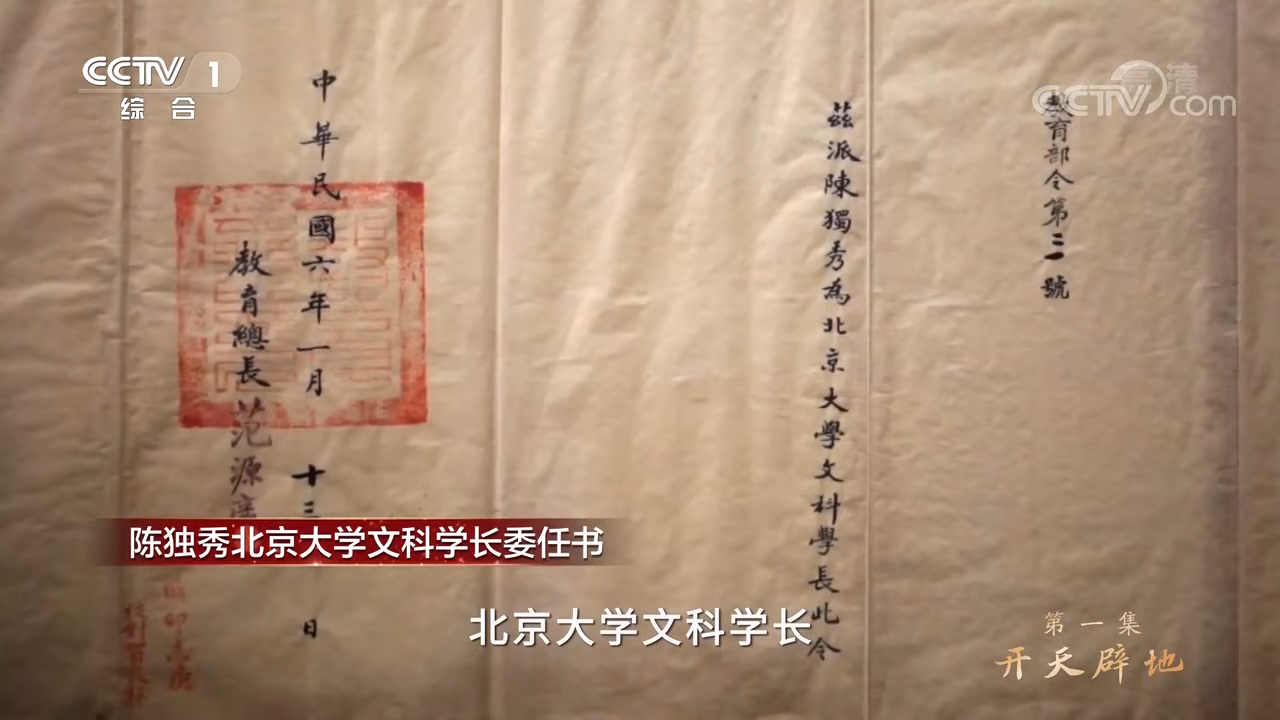 CCTV 1
综合
高清
CCTV com
教育部令第三號
茲派陳獨秀為北京大學文科學長此令
中華民國六年一月十三日
教育總長范源
陈独秀北京大学文科学长委任书
北京大学文科学长
第一集
开天辟地